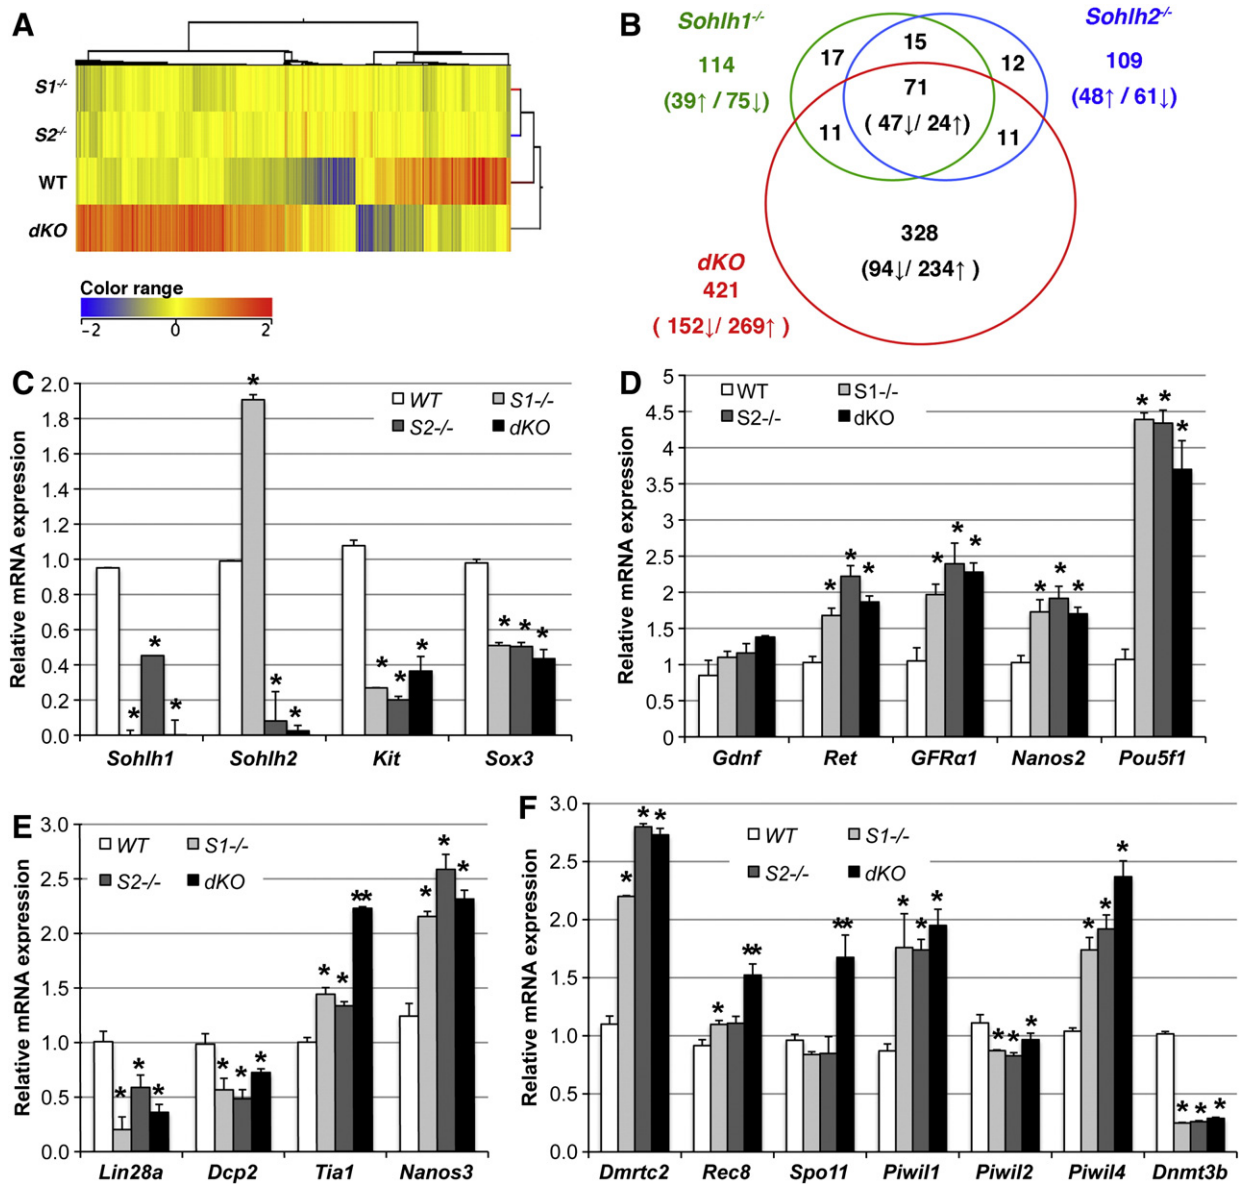 A
S1-/-
S2-/-
WT
dKO
Color range
-2 0 2
B
Sohlh1-/-
114
(39↑ / 75↓)
Sohlh2-/-
109
(48↑ / 61↓)
17
15
12
71
( 47↓/ 24↑)
11
11
328
(94↓/ 234↑ )
dKO
421
( 152↓/ 269↑ )
C
Relative mRNA expression
2.0
1.8
1.6
1.4
1.2
1.0
0.8
0.6
0.4
0.2
0.0
WT S1-/-
S2-/- dKO
* * * * * * * * * * * *
Sohlh1 Sohlh2 Kit Sox3
D
Relative mRNA expression
5
4.5
4
3.5
3
2.5
2
1.5
1
0.5
0
WT S1-/-
S2-/- dKO
* * * * * * * * * * * *
Gdnf Ret GFRα1 Nanos2 Pou5f1
E
Relative mRNA expression
3.0
2.5
2.0
1.5
1.0
0.5
0.0
WT S1-/-
S2-/- dKO
* * * * * * * * ** * * *
Lin28a Dcp2 Tia1 Nanos3
F
Relative mRNA expression
3.0
2.5
2.0
1.5
1.0
0.5
0.0
WT S1-/-
S2-/- dKO
* * * * ** ** * * * * * * * * * * * *
Dmrtc2 Rec8 Spo11 Piwil1 Piwil2 Piwil4 Dnmt3b